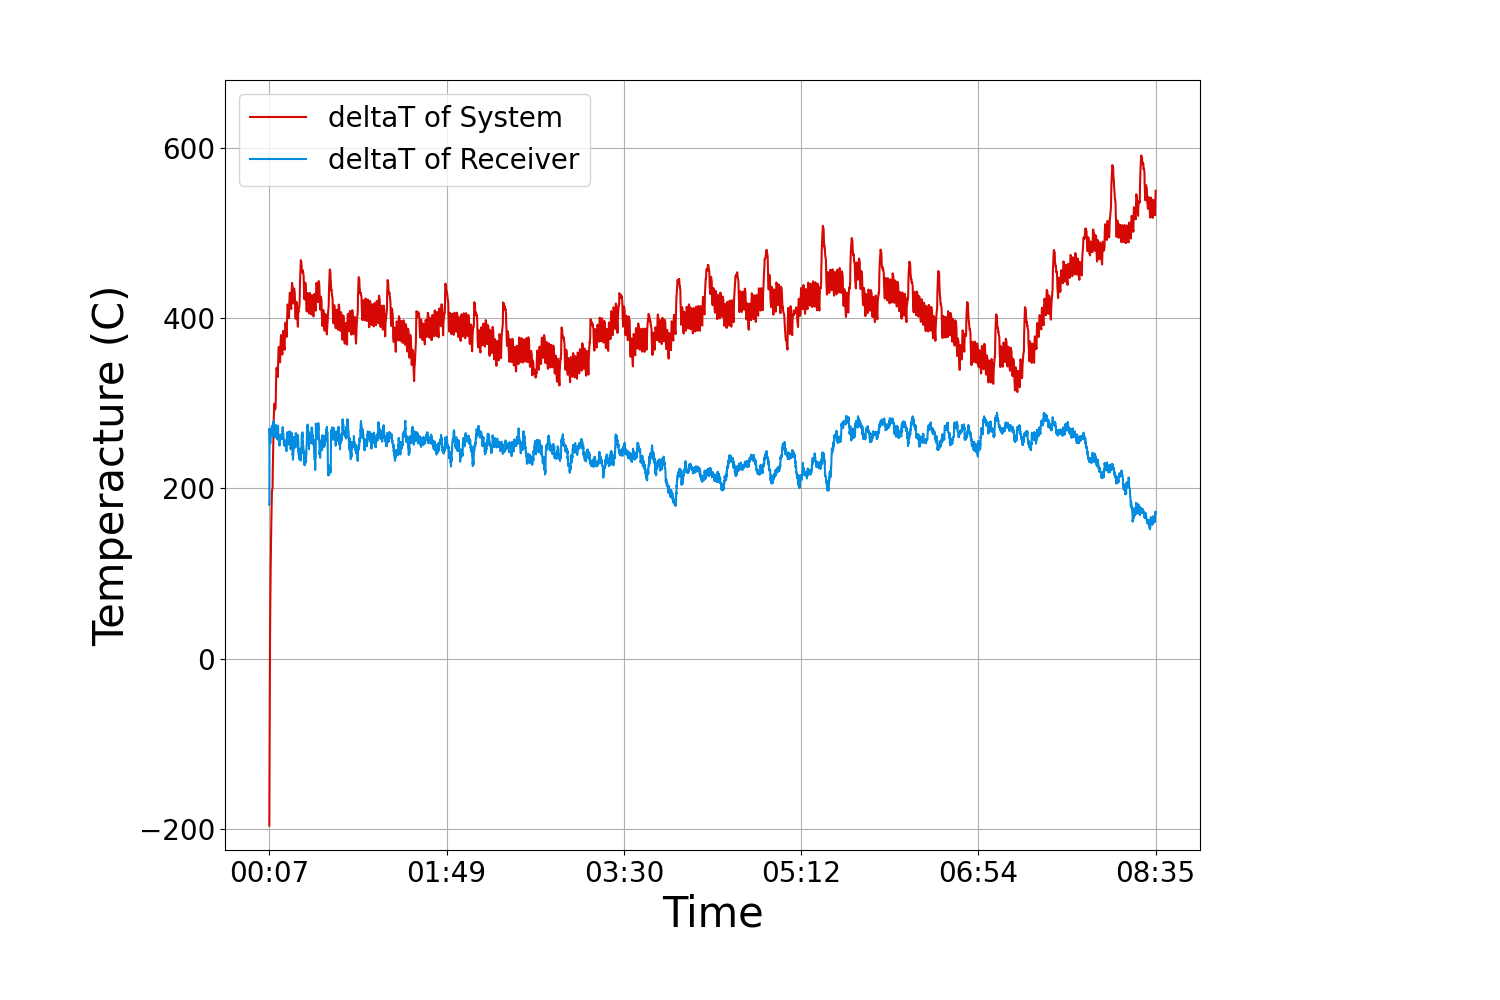 deltaT of System
deltaT of Receiver
600
400
200
0
−200
Temperacture (C)
00:07 01:49 03:30 05:12 06:54 08:35
Time